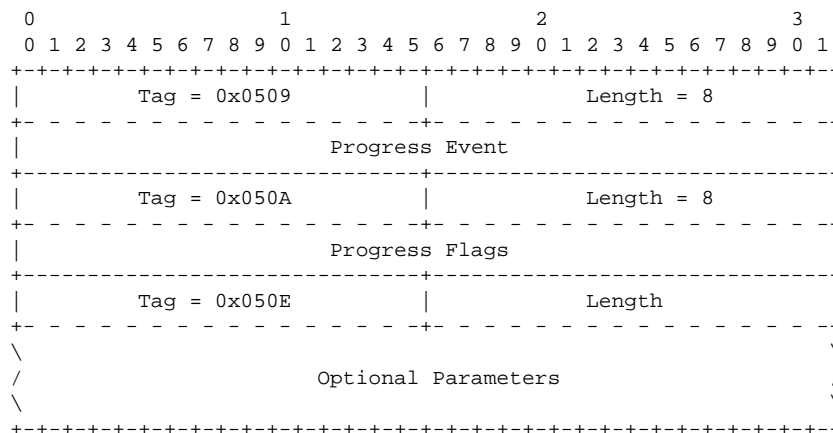 0                   1                   2                   3
0 1 2 3 4 5 6 7 8 9 0 1 2 3 4 5 6 7 8 9 0 1 2 3 4 5 6 7 8 9 0 1
+-+-+-+-+-+-+-+-+-+-+-+-+-+-+-+-+-+-+-+-+-+-+-+-+-+-+-+-+-+-+-+-
| Tag = 0x0509 | Length = 8
+- - - - - - - - - - - - - - - -+- - - - - - - - - - - - - - - -
| Progress Event
+-------------------------------+-------------------------------
| Tag = 0x050A | Length = 8
+- - - - - - - - - - - - - - - -+- - - - - - - - - - - - - - - -
| Progress Flags
+-------------------------------+-------------------------------
| Tag = 0x050E | Length
+- - - - - - - - - - - - - - - -+- - - - - - - - - - - - - - - -
\ \
/ Optional Parameters /
\ \
+-+-+-+-+-+-+-+-+-+-+-+-+-+-+-+-+-+-+-+-+-+-+-+-+-+-+-+-+-+-+-+-